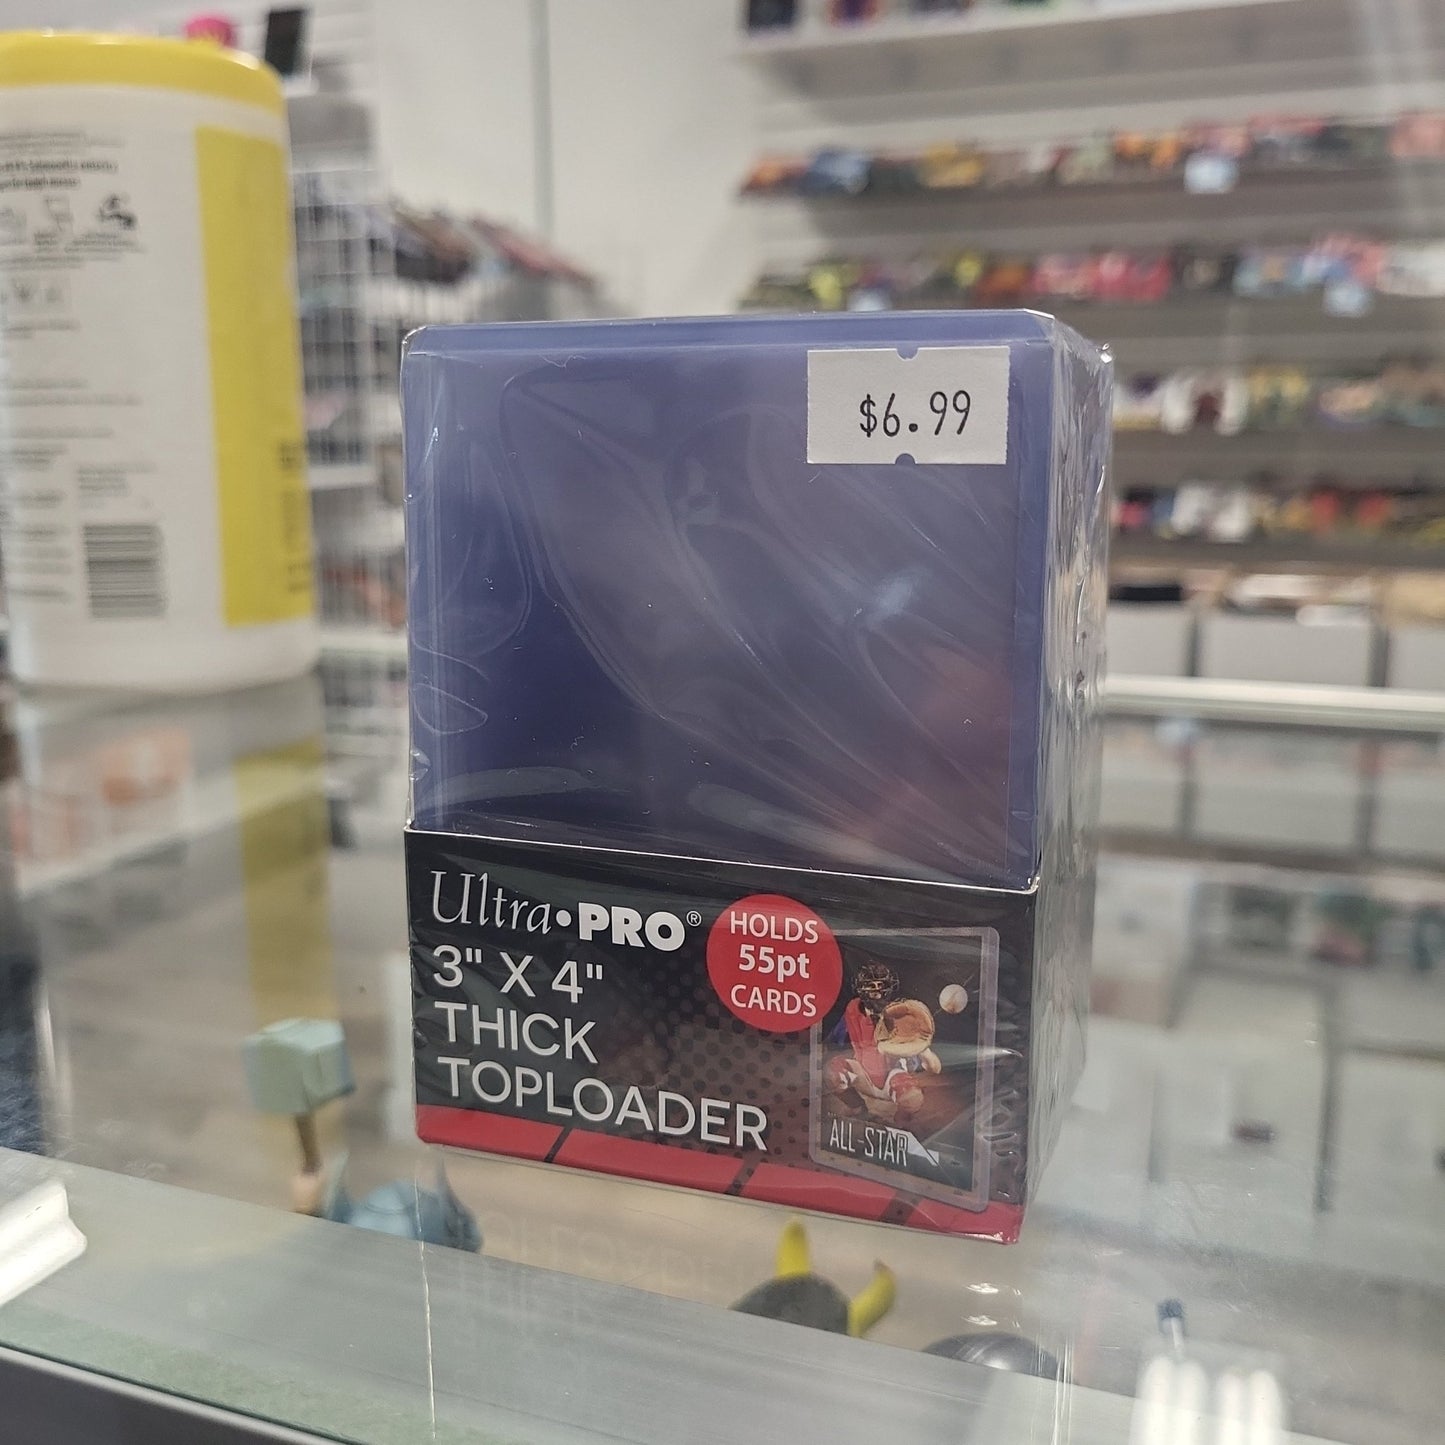 $6.99
Ultra•PRO®
3" X 4"
THICK
TOPLOADER
HOLDS
55pt
CARDS
ALL-STAR